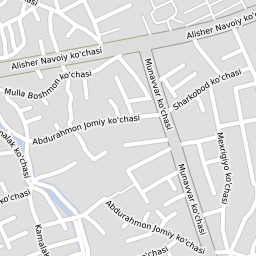 Alisher Navoiy ko'chasi
Alisher Navoiy ko'chasi
Mulla Boshmon ko'chasi
Munavvar ko'chasi
Sharkobod ko'chasi
Abdurahmon Jomiy ko'chasi
Mexrigiyo ko'chasi
Munavvar ko'chasi
ko'chasi
Abdurahmon Jomiy ko'chasi
Kamalak